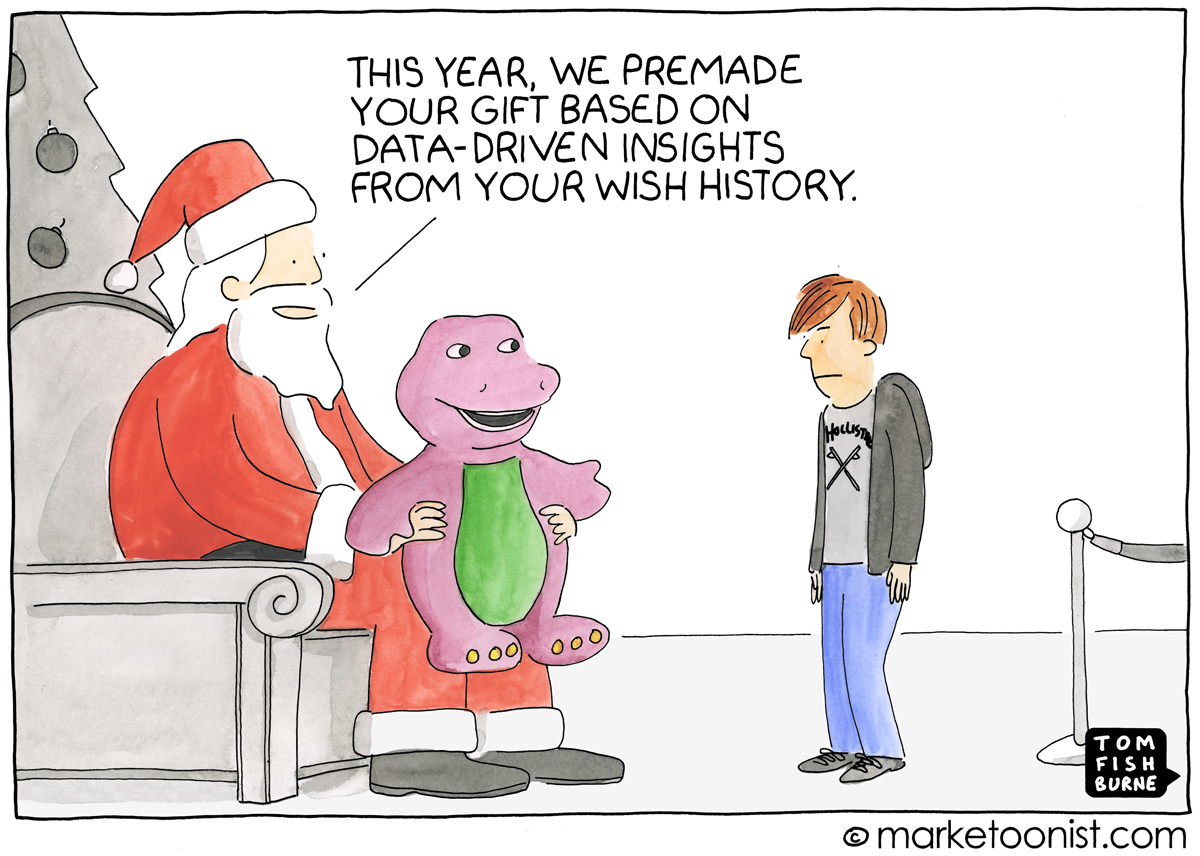 THIS YEAR, WE PREMADE
YOUR GIFT BASED ON
DATA-DRIVEN INSIGHTS
FROM YOUR WISH HISTORY.
HOLLISTE
TOM
FISH
BURNE
© marketoonist.com